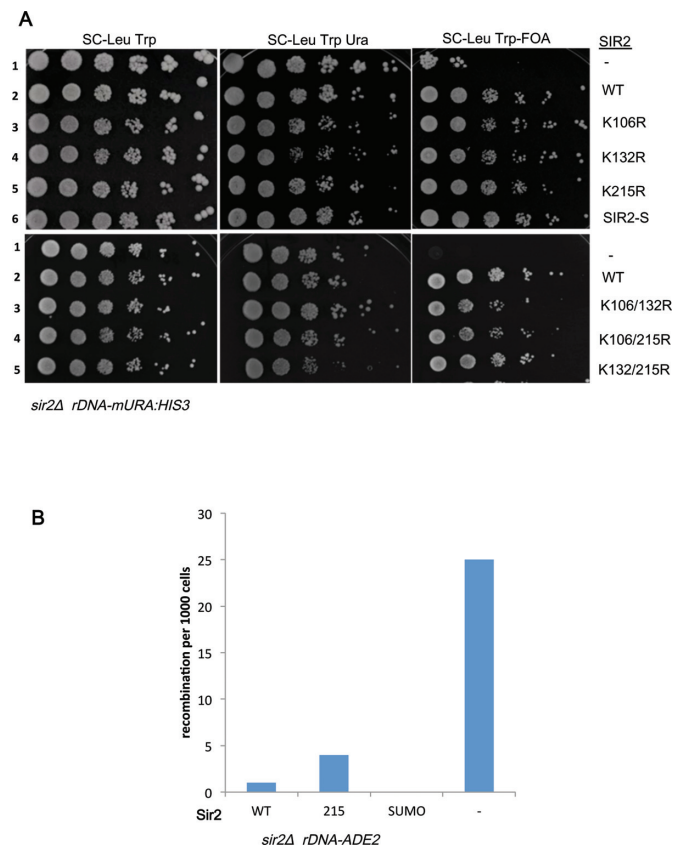 A
SC-Leu Trp
SC-Leu Trp Ura
SC-Leu Trp-FOA
SIR2
1
-
2
WT
3
K106R
4
K132R
5
K215R
6
SIR2-S
1
-
2
WT
3
K106/132R
4
K106/215R
5
K132/215R
sir2Δ rDNA-mURA:HIS3
B
recombination per 1000 cells
30
25
20
15
10
5
0
Sir2 WT 215 SUMO -
sir2Δ rDNA-ADE2